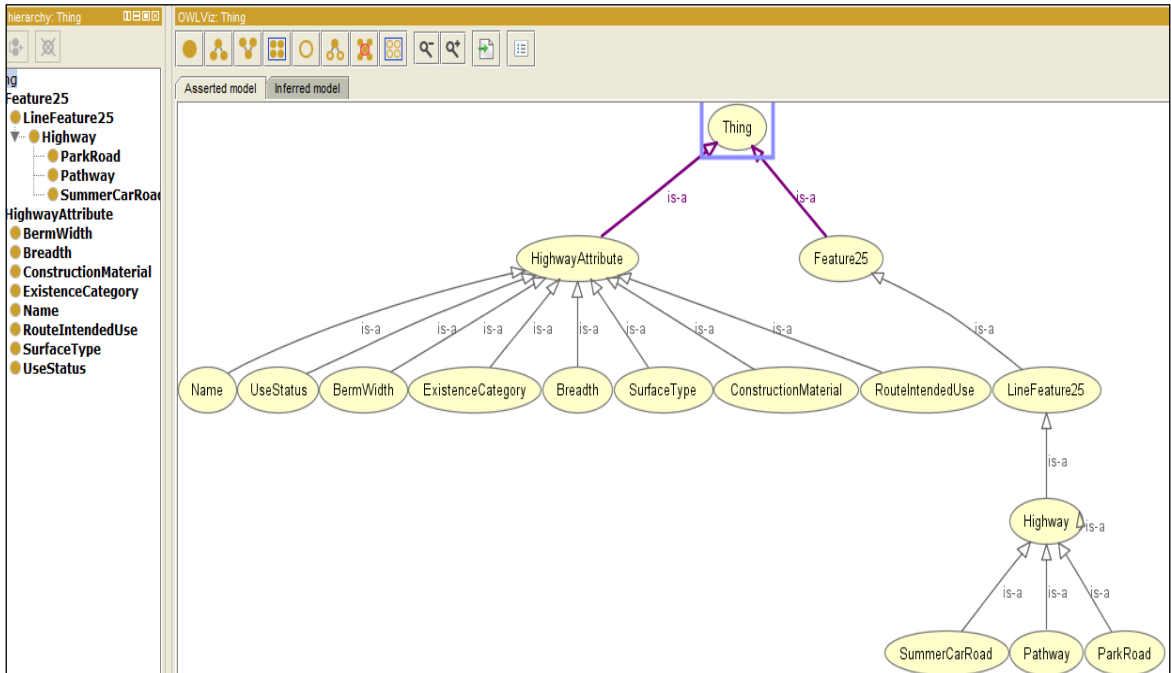 hierarchy: Thing
OWLViz: Thing
Asserted model
Inferred model
ng
Feature25
LineFeature25
Highway
ParkRoad
Pathway
SummerCarRoa
HighwayAttribute
BermWidth
Breadth
ConstructionMaterial
ExistenceCategory
Name
RouteIntendedUse
SurfaceType
UseStatus
Thing
is-a
is-a
HighwayAttribute
Feature25
is-a
is-a
is-a
is-a
is-a
is-a
is-a
is-a
is-a
Name
UseStatus
BermWidth
ExistenceCategory
Breadth
SurfaceType
ConstructionMaterial
RouteIntendedUse
LineFeature25
is-a
Highway
is-a
is-a
is-a
is-a
SummerCarRoad
Pathway
ParkRoad